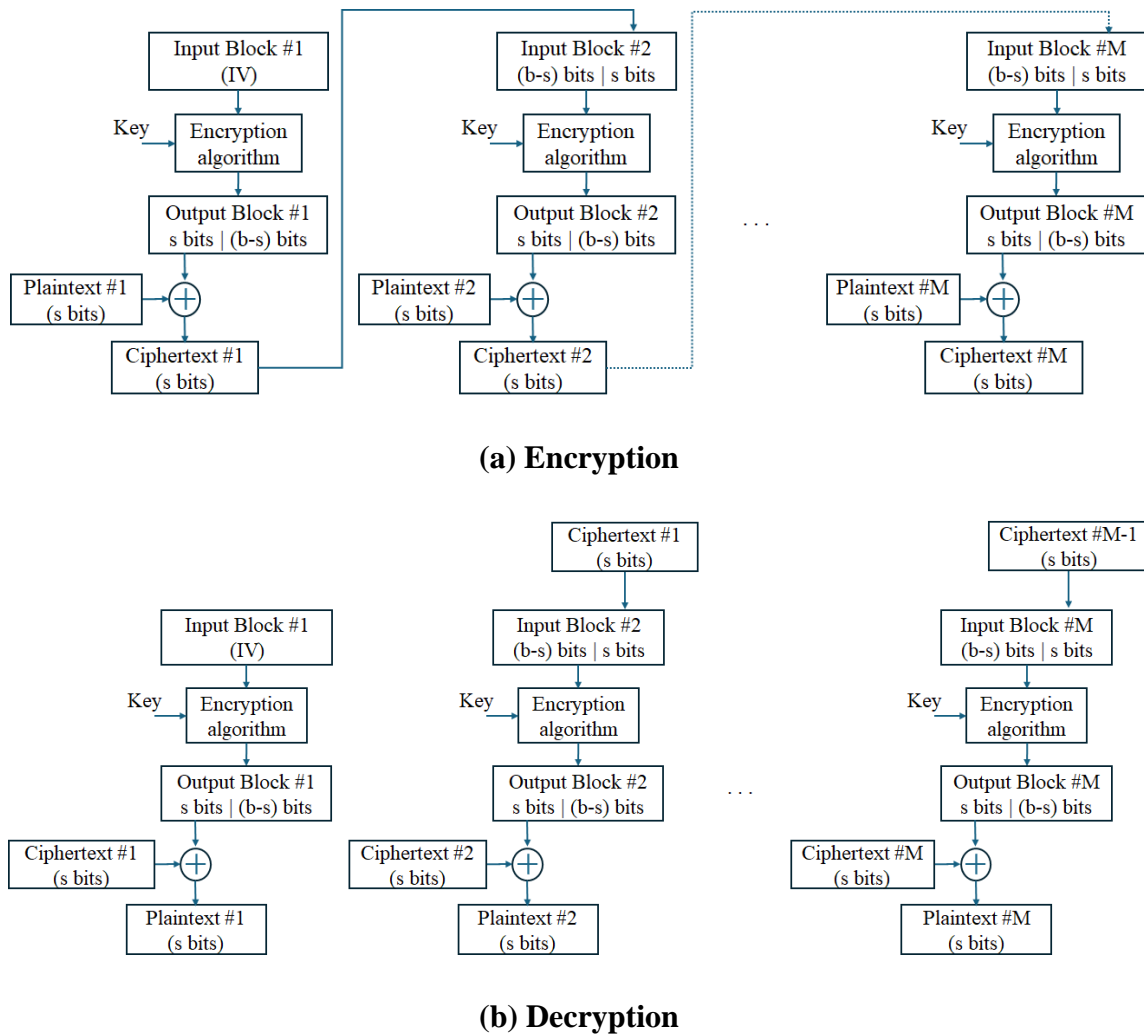 Input Block #1
(IV)
Input Block #2
(b-s) bits | s bits
Input Block #M
(b-s) bits | s bits
Key
Encryption
algorithm
Key
Encryption
algorithm
Key
Encryption
algorithm
Output Block #1
s bits | (b-s) bits
Output Block #2
s bits | (b-s) bits
. . .
Output Block #M
s bits | (b-s) bits
Plaintext #1
(s bits)
Plaintext #2
(s bits)
Plaintext #M
(s bits)
Ciphertext #1
(s bits)
Ciphertext #2
(s bits)
Ciphertext #M
(s bits)
(a) Encryption
Ciphertext #1
(s bits)
Ciphertext #M-1
(s bits)
Input Block #1
(IV)
Input Block #2
(b-s) bits | s bits
Input Block #M
(b-s) bits | s bits
Key
Encryption
algorithm
Key
Encryption
algorithm
Key
Encryption
algorithm
Output Block #1
s bits | (b-s) bits
Output Block #2
s bits | (b-s) bits
. . .
Output Block #M
s bits | (b-s) bits
Ciphertext #1
(s bits)
Ciphertext #2
(s bits)
Ciphertext #M
(s bits)
Plaintext #1
(s bits)
Plaintext #2
(s bits)
Plaintext #M
(s bits)
(b) Decryption